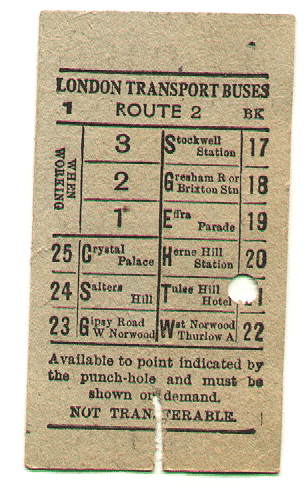 LONDON TRANSPORT BUSES
1 ROUTE 2 BK
WHEN WORKING
3 Stockwell Station 17
2 Gresham R or Brixton Stn 18
1 Effra Parade 19
25 Crystal Palace Herne Hill Station 20
24 Salters Hill Tulse Hill Hotel 1
23 Gipsy Road W Norwood Wst Norwood Thurlow A 22
Available to point indicated by
the punch-hole and must be
shown on demand.
NOT TRANSFERABLE.